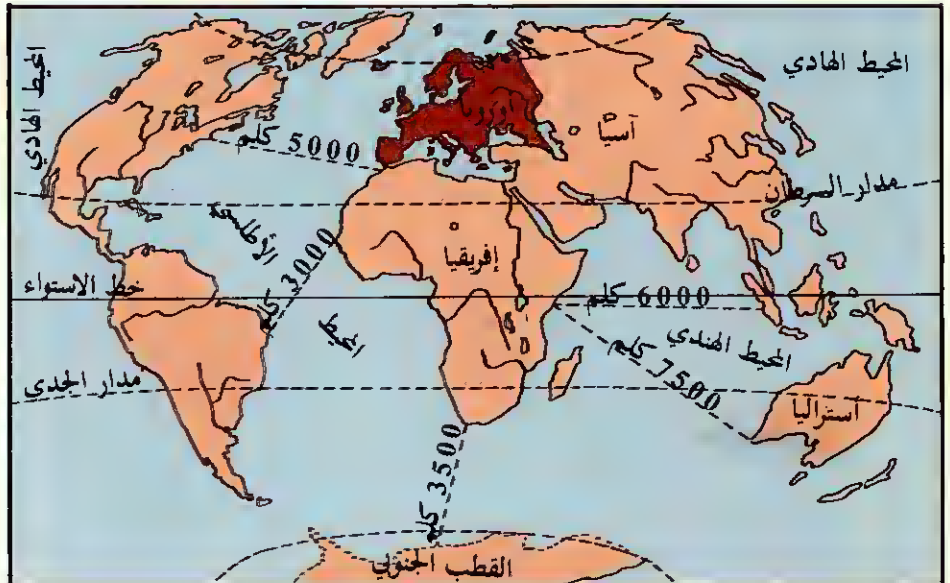 المحيط الهادي
المحيط الهادي
أوروبا
آسيا
5000 كلم
مدار السرطان
الأطلسي
3000 كلم
إفريقيا
خط الاستواء
6000 كلم
المحيط
المحيط الهندي
7500 كلم
مدار الجدي
أستراليا
3500 كلم
القطب الجنوبي